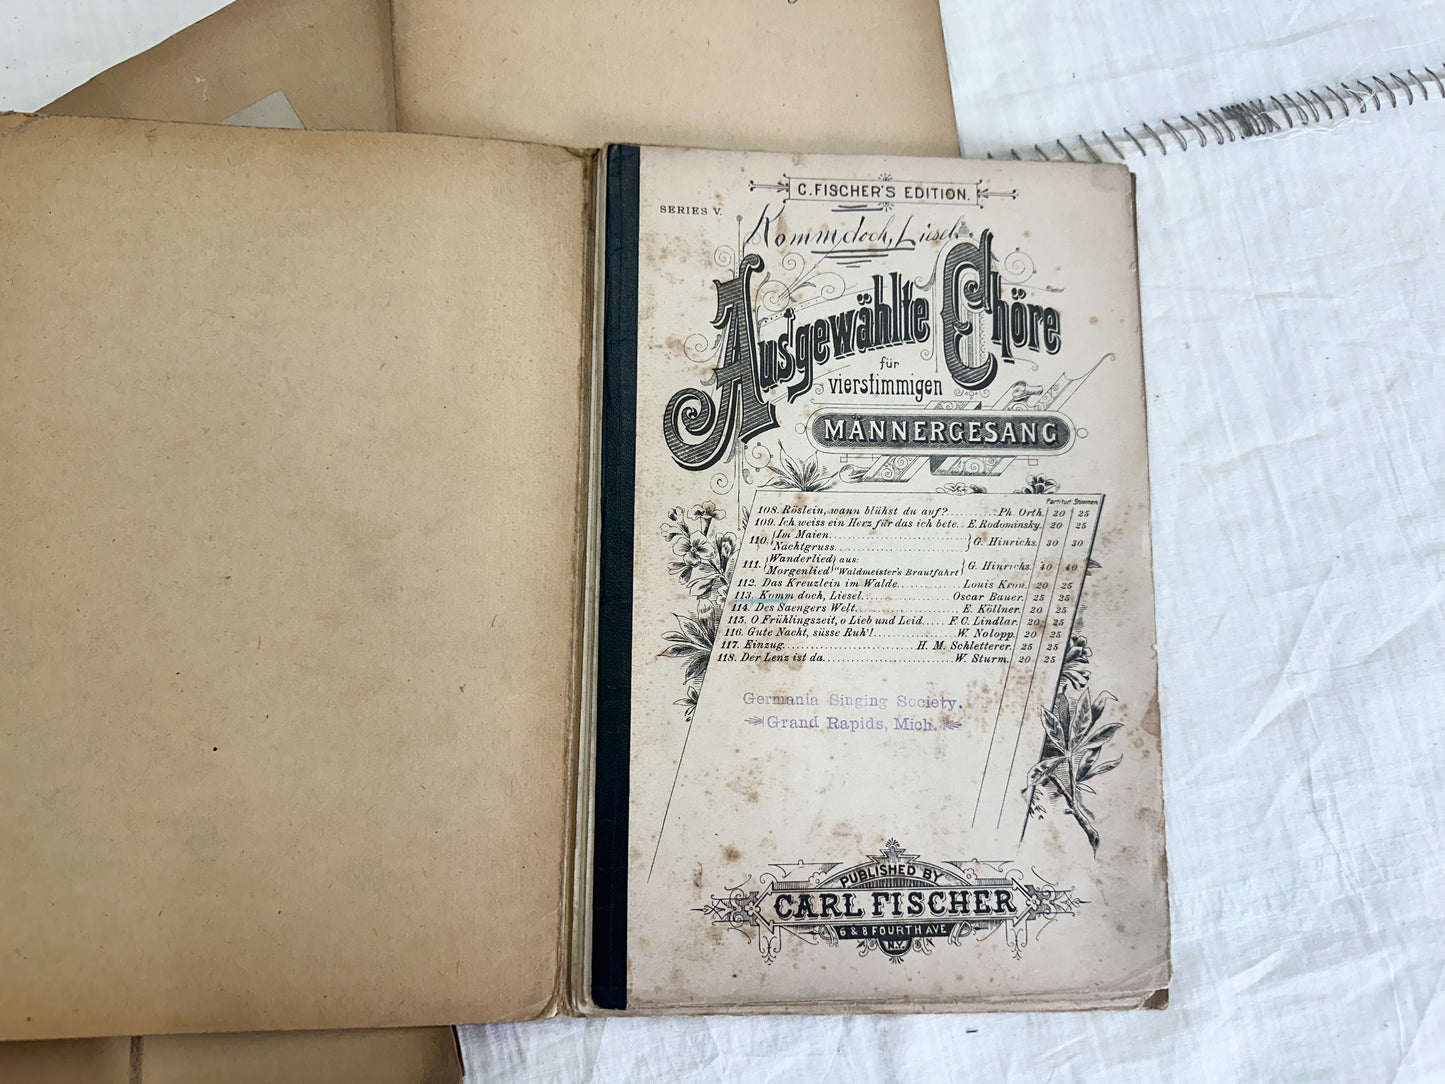 C. FISCHER'S EDITION.
SERIES V.
Komm doch, Liesel.
Ausgewählte Chöre
für
vierstimmigen
MÄNNERGESANG
Partitur Stimmen.
108. Röslein, wann blühst du auf? Ph. Orth. 20 25
109. Ich weiss ein Herz für das ich bete. E. Rodominsky. 20 25
110. { Im Maien
Nachtgruss } G. Hinrichs. 30 30
111. { Wanderlied } aus:
Morgenlied } "Waldmeister's Brautfahrt } G. Hinrichs. 40 40
112. Das Kreuzlein im Walde Louis Kron. 20 25
113. Komm doch, Liesel. Oscar Bauer. 25 25
114. Des Saengers Welt. E. Köllner. 20 25
115. O Frühlingszeit, o Lieb und Leid F. C. Lindlar. 20 25
116. Gute Nacht, süsse Ruh'! W. Nolopp. 20 25
117. Einzug. H. M. Schletterer. 25 25
118. Der Lenz ist da. W. Sturm. 20 25
Germania Singing Society.
Grand Rapids, Mich.
PUBLISHED BY
CARL FISCHER
6 & 8 FOURTH AVE
N.Y.